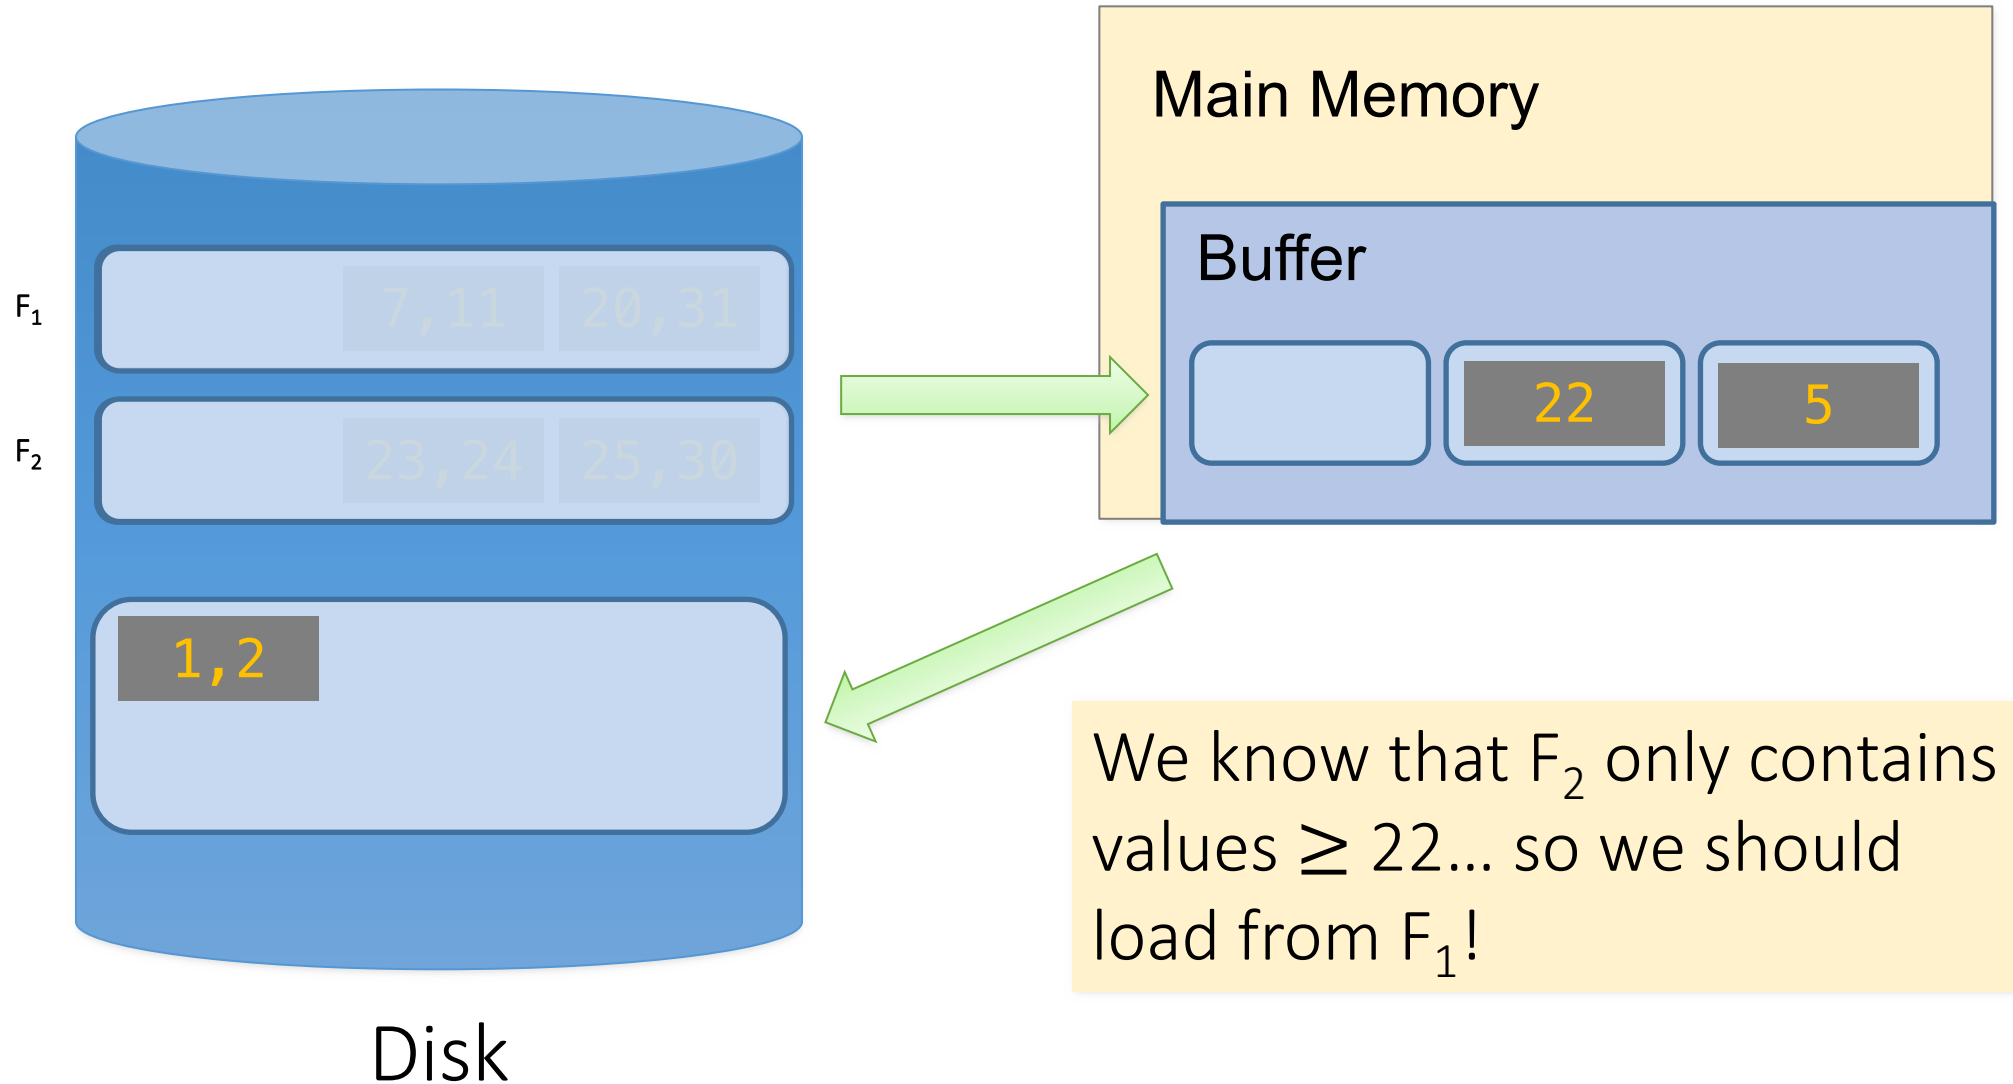 Main Memory
Buffer
F₁
7,11 20,31
22 5
F₂
23,24 25,30
1,2
We know that F₂ only contains
values ≥ 22... so we should
load from F₁!
Disk